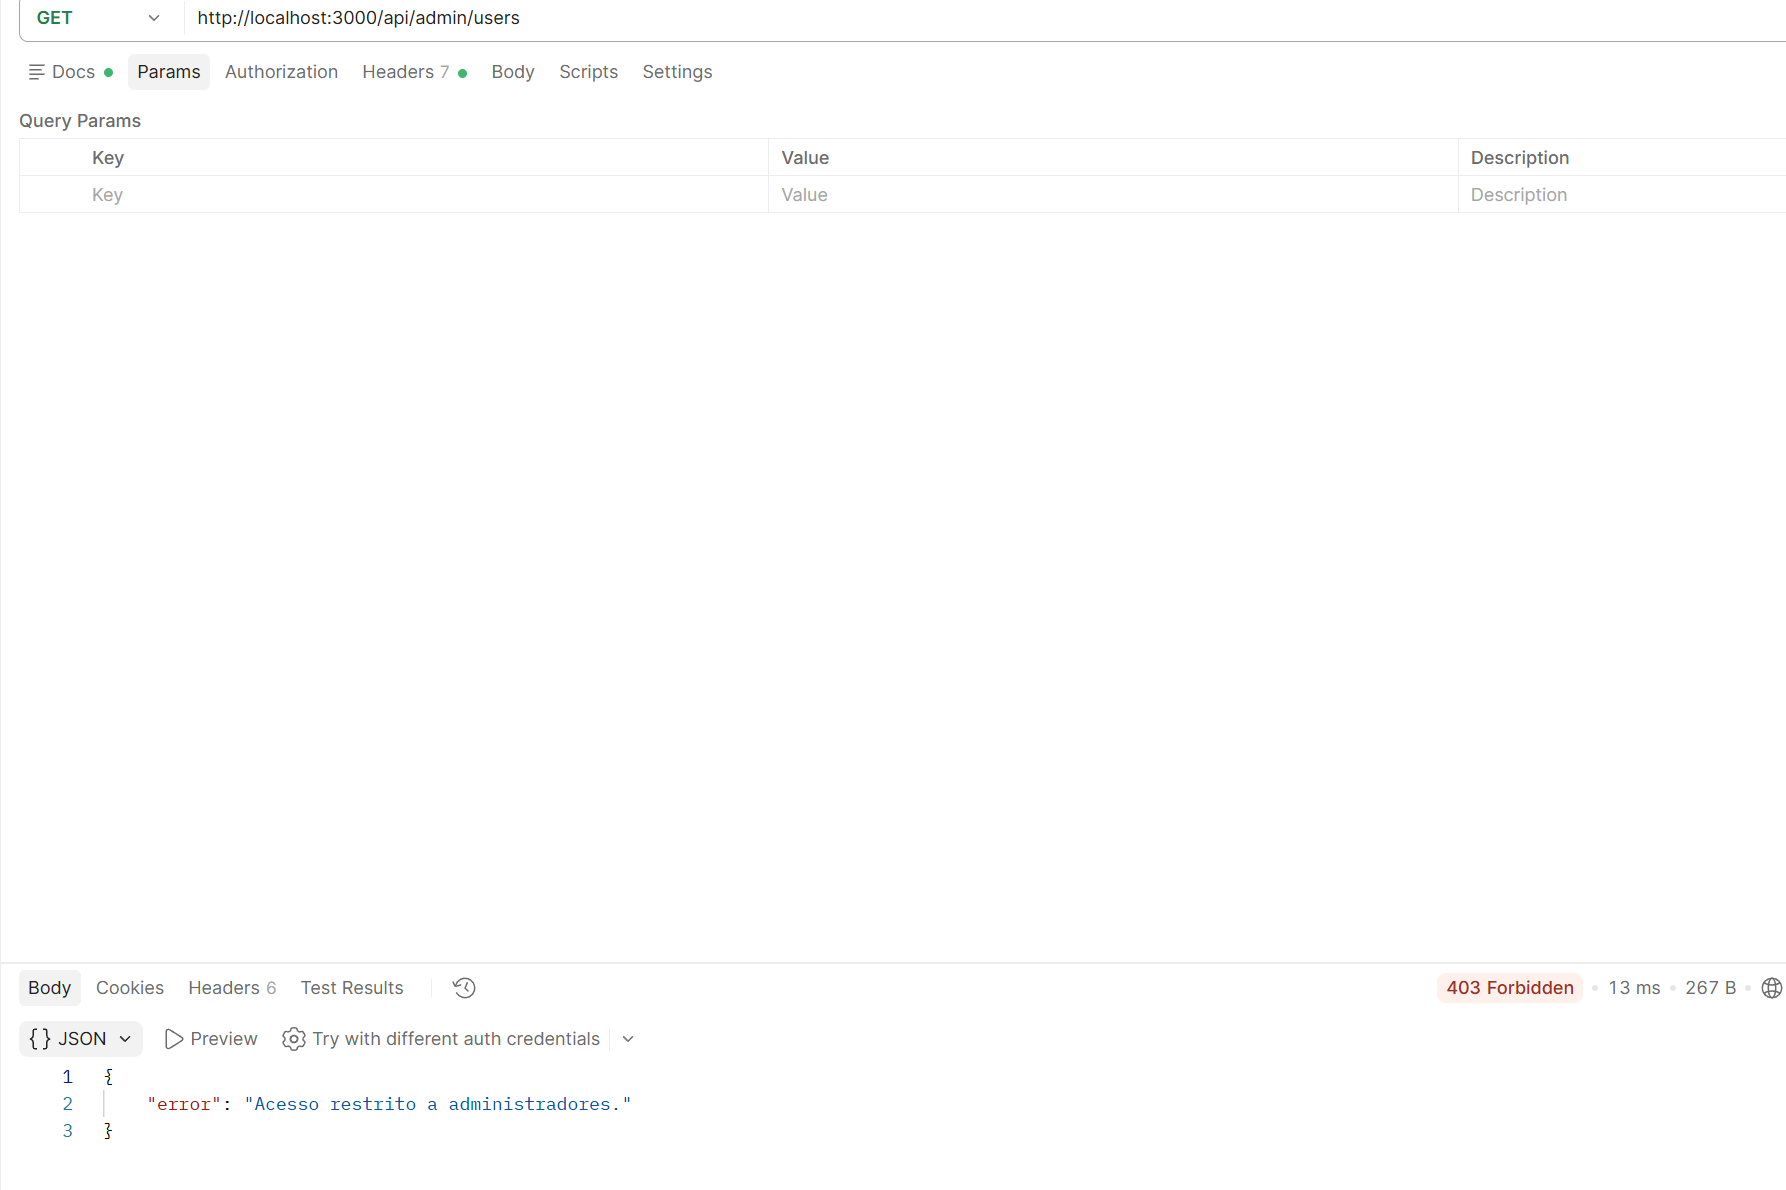 GET http://localhost:3000/api/admin/users
Docs Params Authorization Headers 7 Body Scripts Settings
Query Params
Key Value Description
Key Value Description
Body Cookies Headers 6 Test Results 403 Forbidden 13 ms 267 B
{} JSON Preview Try with different auth credentials
1 {
2 "error": "Acesso restrito a administradores."
3 }